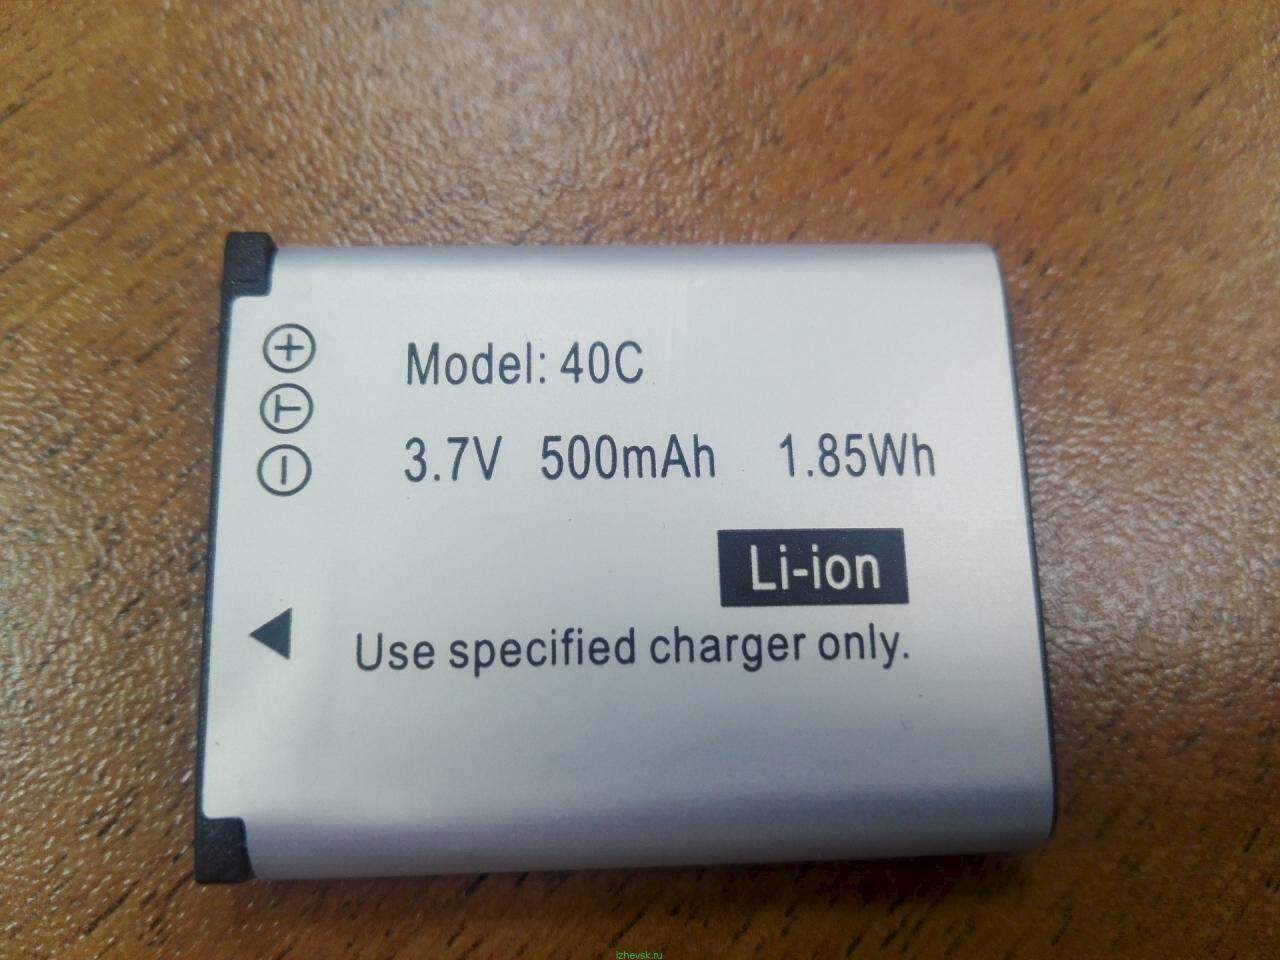 +
T
−
Model: 40C
3.7V 500mAh 1.85Wh
Li-ion
Use specified charger only.
izhevsk.ru